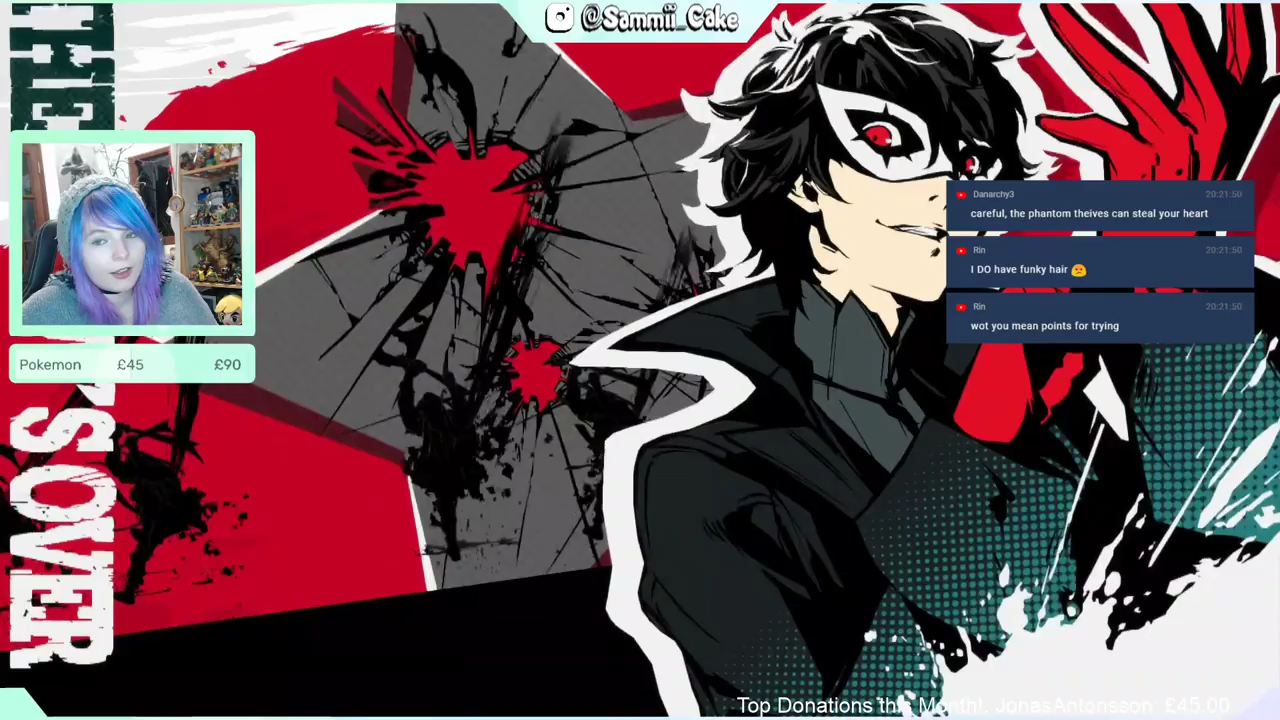 @Sammii_Cake
THE
SOVER
Pokemon £45 £90
Danarchy3 20:21:50
careful, the phantom theives can steal your heart
Rin 20:21:50
I DO have funky hair
Rin 20:21:50
wot you mean points for trying
Top Donations this Month!. JonasAntonsson £45.00